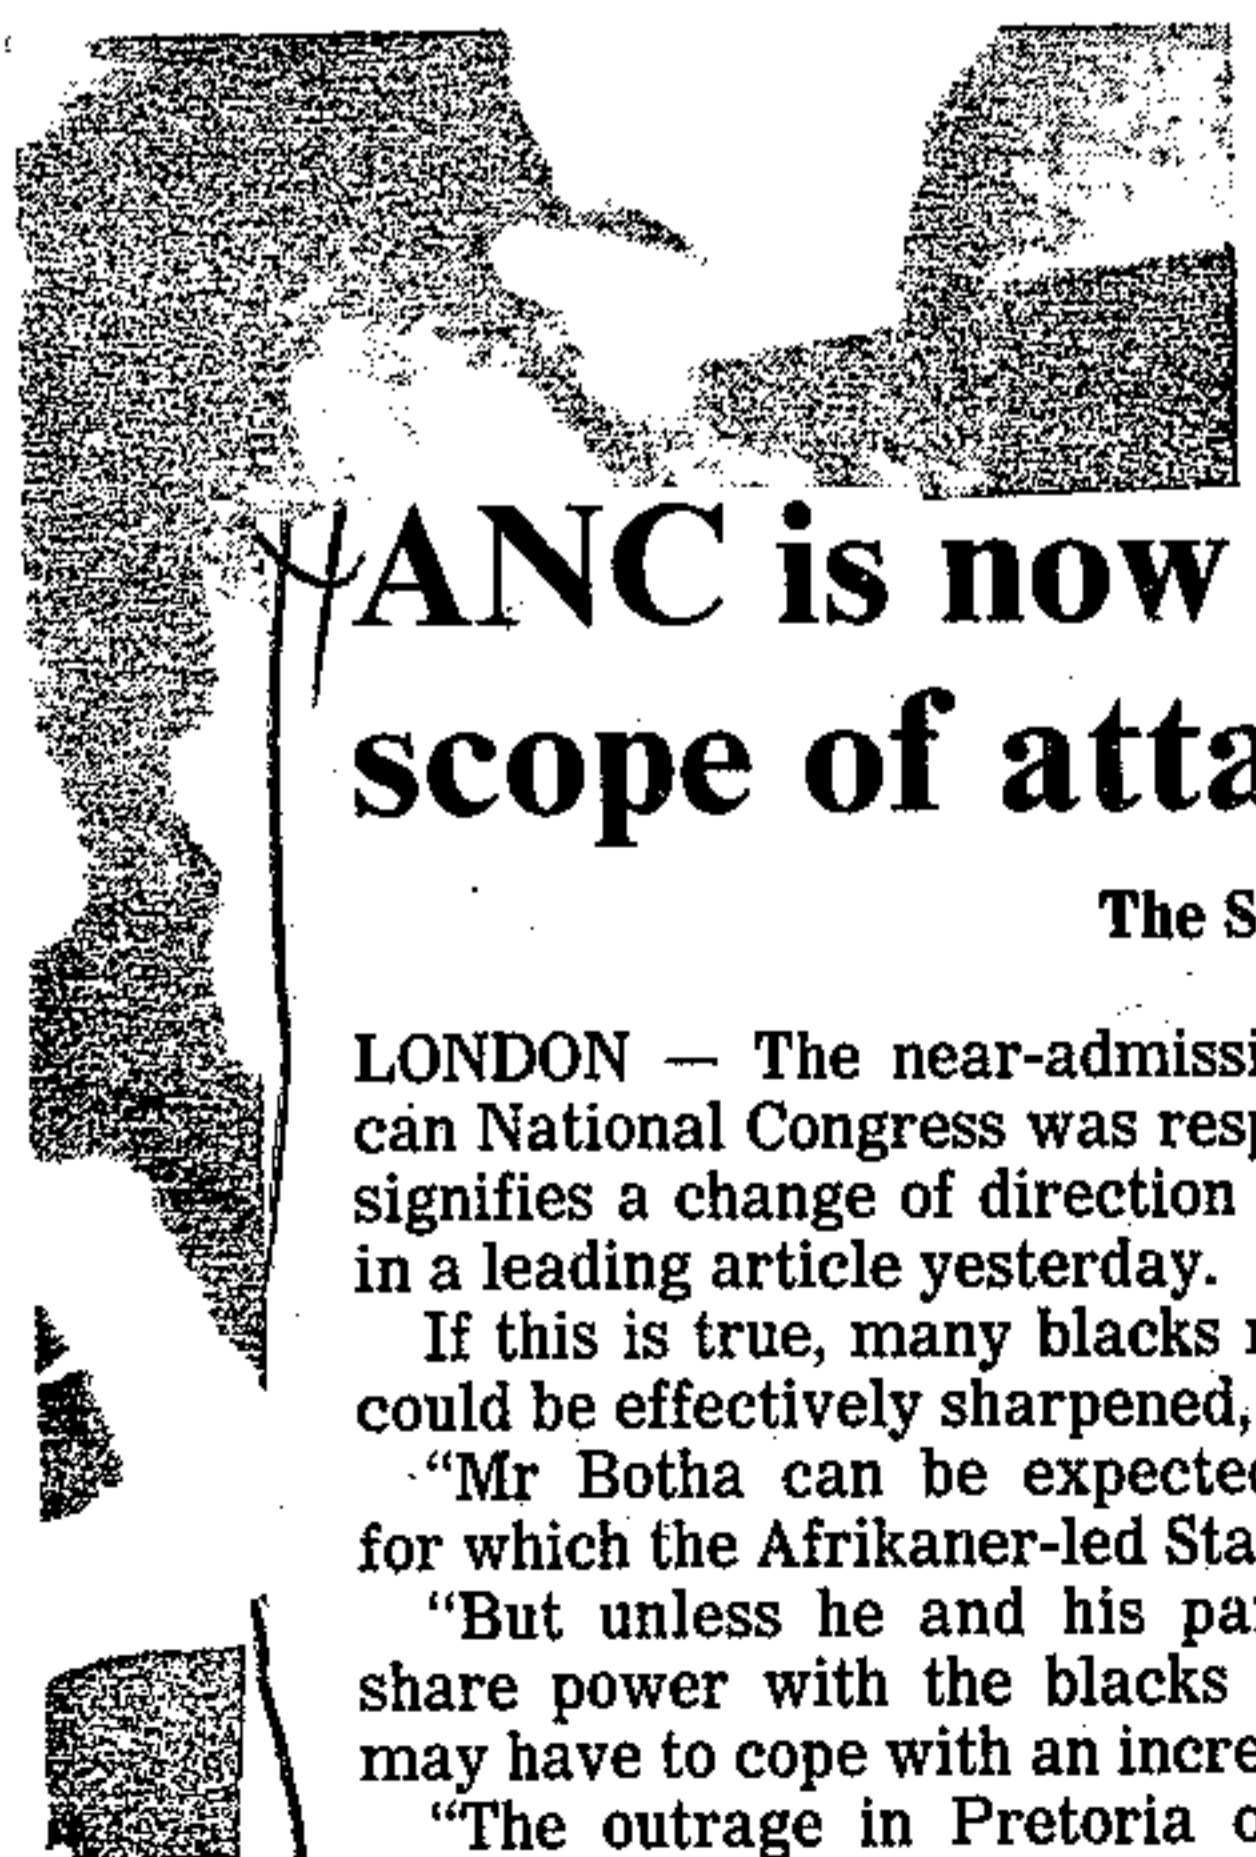 ANC is now
scope of atta
The S
LONDON — The near-admissi
can National Congress was resp
signifies a change of direction
in a leading article yesterday.
If this is true, many blacks
could be effectively sharpened,
“Mr Botha can be expected
for which the Afrikaner-led Sta
“But unless he and his pa
share power with the blacks
may have to cope with an incre
“The outrage in Pretoria